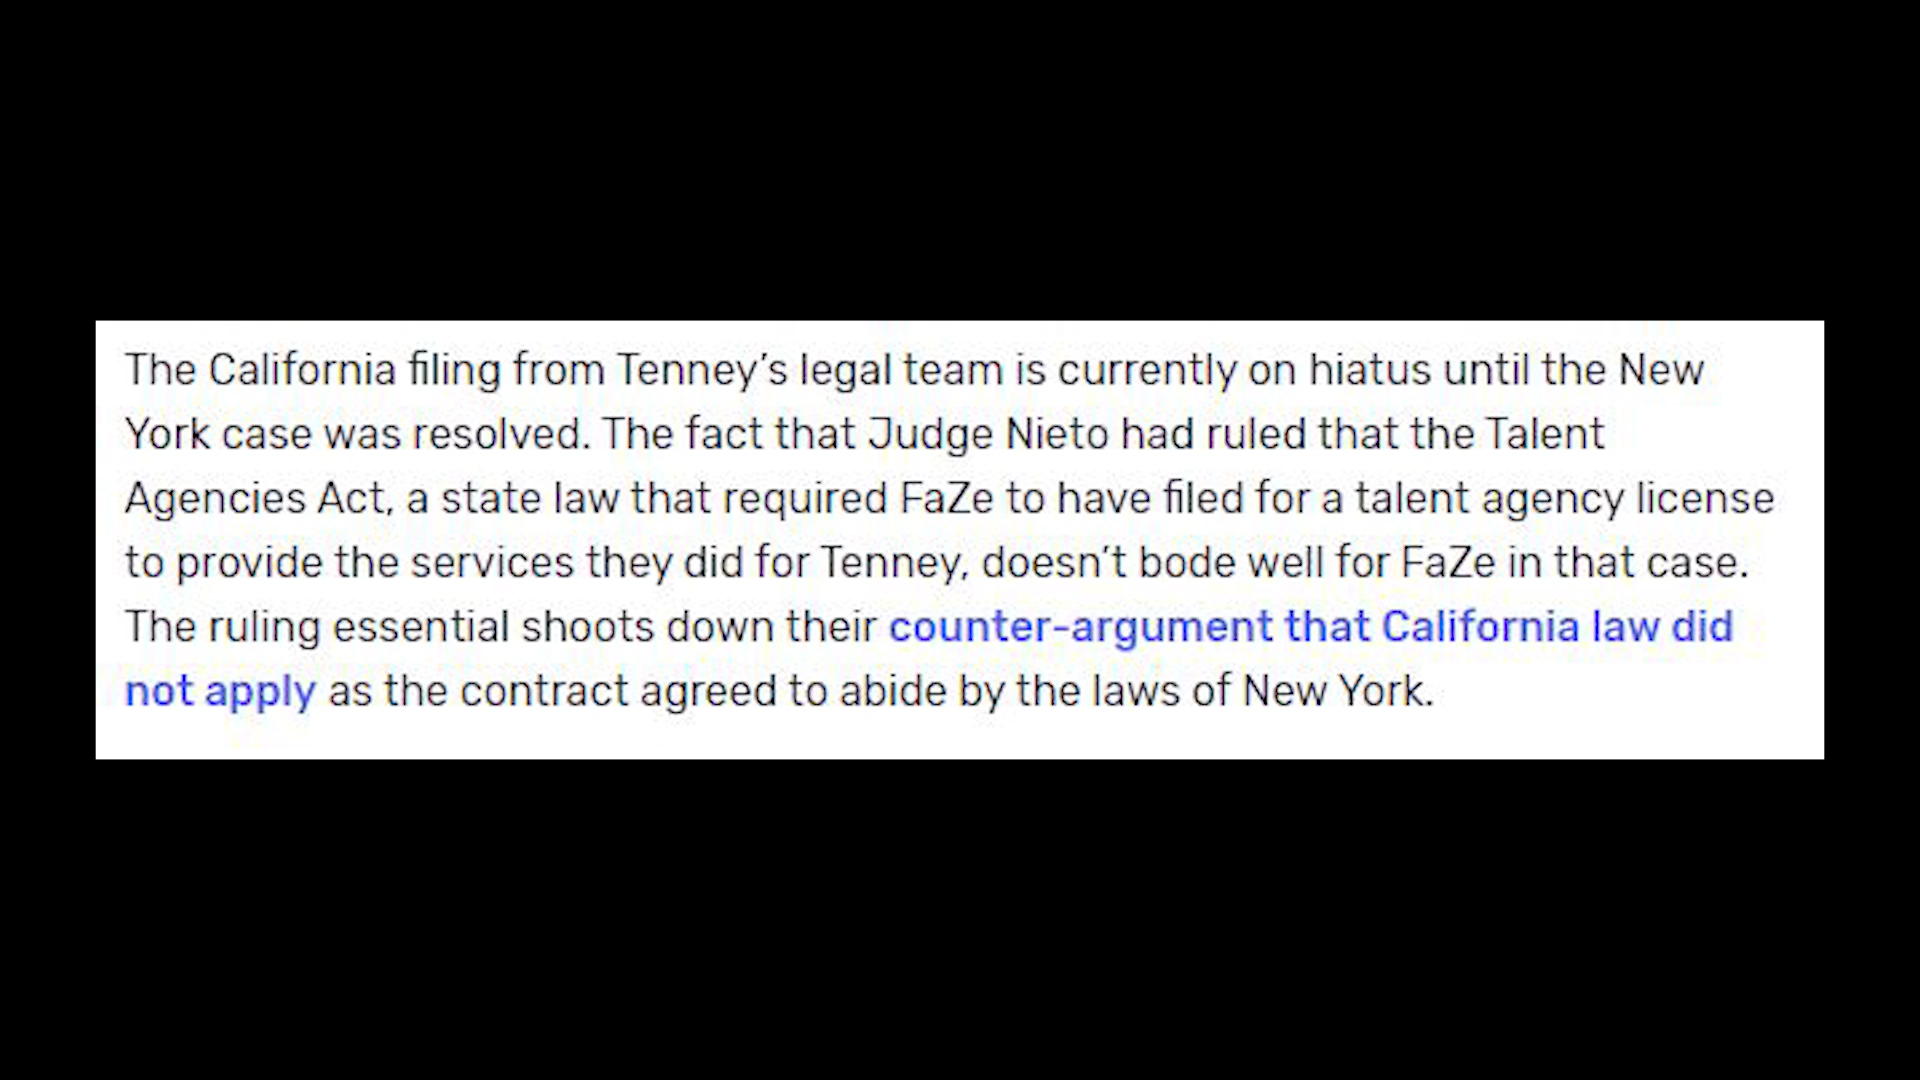 The California filing from Tenney’s legal team is currently on hiatus until the New
York case was resolved. The fact that Judge Nieto had ruled that the Talent
Agencies Act, a state law that required FaZe to have filed for a talent agency license
to provide the services they did for Tenney, doesn’t bode well for FaZe in that case.
The ruling essential shoots down their counter-argument that California law did
not apply as the contract agreed to abide by the laws of New York.